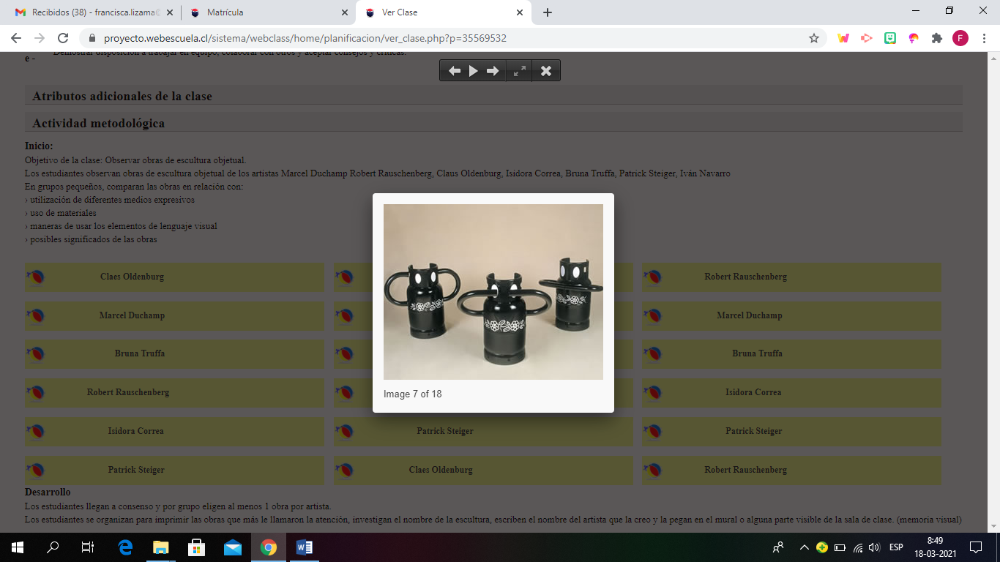 Recibidos (38) - francisca.lizama@
Matrícula
Ver Clase
proyecto.webescuela.cl/sistema/webclass/home/planificacion/ver_clase.php?p=35569532
F
e - Demostrar disposición a trabajar en equipo, colaborar con otros y aceptar consejos y críticas.
Atributos adicionales de la clase
Actividad metodológica
Inicio:
Objetivo de la clase: Observar obras de escultura objetual.
Los estudiantes observan obras de escultura objetual de los artistas Marcel Duchamp Robert Rauschenberg, Claus Oldenburg, Isidora Correa, Bruna Truffa, Patrick Steiger, Iván Navarro
En grupos pequeños, comparan las obras en relación con:
› utilización de diferentes medios expresivos
› uso de materiales
› maneras de usar los elementos de lenguaje visual
› posibles significados de las obras
Image 7 of 18
Claes Oldenburg Robert Rauschenberg
Marcel Duchamp Marcel Duchamp
Bruna Truffa Bruna Truffa
Robert Rauschenberg Isidora Correa
Isidora Correa Patrick Steiger Patrick Steiger
Patrick Steiger Claes Oldenburg Robert Rauschenberg
Desarrollo
Los estudiantes llegan a consenso y por grupo eligen al menos 1 obra por artista.
Los estudiantes se organizan para imprimir las obras que más le llamaron la atención, investigan el nombre de la escultura, escriben el nombre del artista que la creo y la pegan en el mural o alguna parte visible de la sala de clase. (memoria visual)
ESP
8:49
18-03-2021